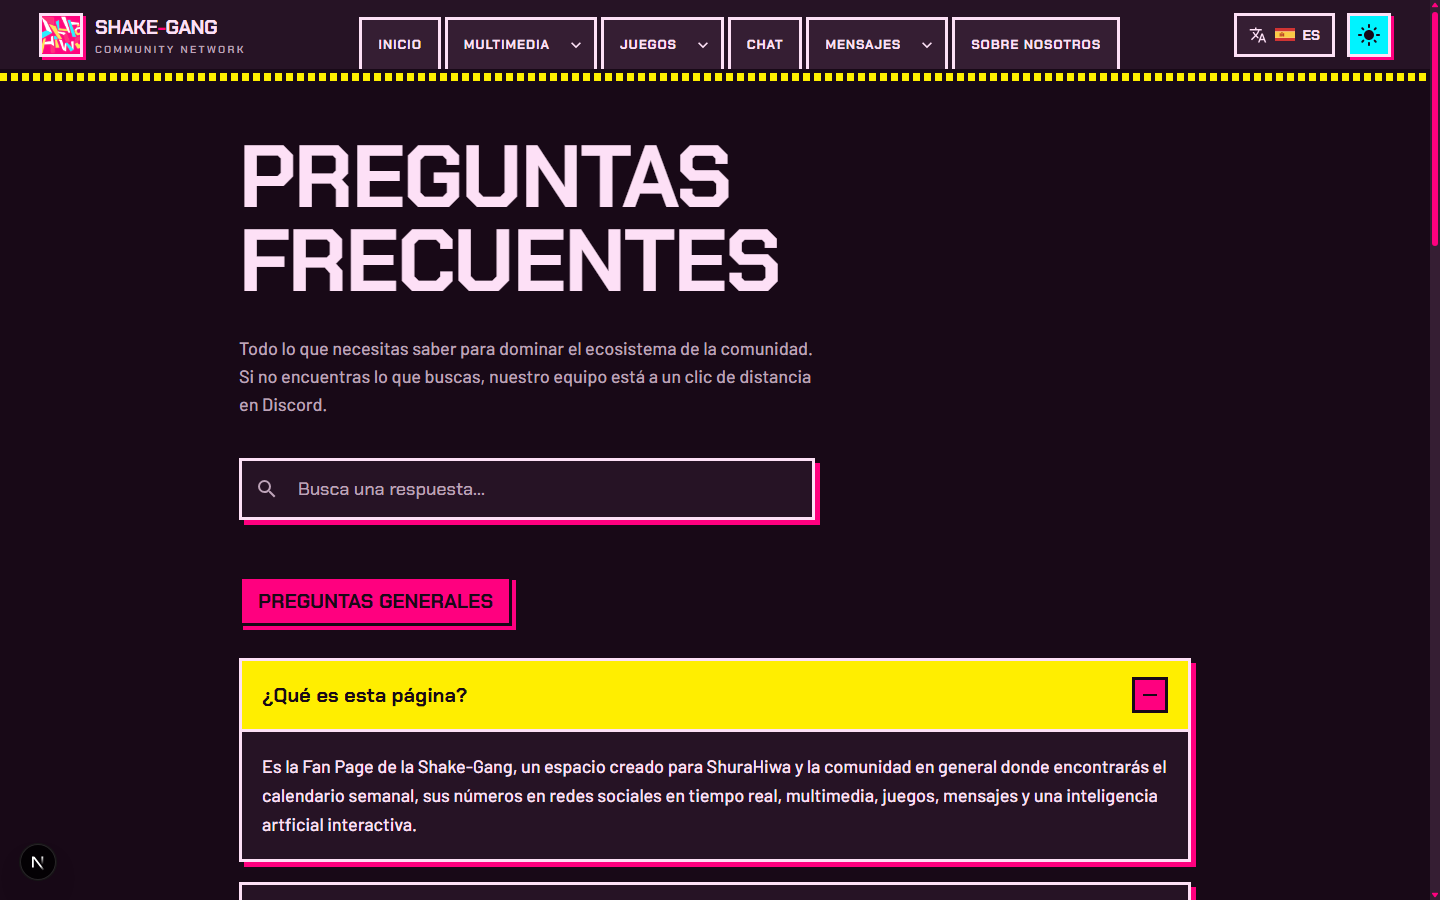 SHAKE-GANG
COMMUNITY NETWORK
INICIO
MULTIMEDIA
JUEGOS
CHAT
MENSAJES
SOBRE NOSOTROS
ES
PREGUNTAS
FRECUENTES
Todo lo que necesitas saber para dominar el ecosistema de la comunidad.
Si no encuentras lo que buscas, nuestro equipo está a un clic de distancia
en Discord.
Busca una respuesta...
PREGUNTAS GENERALES
¿Qué es esta página?
Es la Fan Page de la Shake-Gang, un espacio creado para ShuraHiwa y la comunidad en general donde encontrarás el
calendario semanal, sus números en redes sociales en tiempo real, multimedia, juegos, mensajes y una inteligencia
artficial interactiva.
N